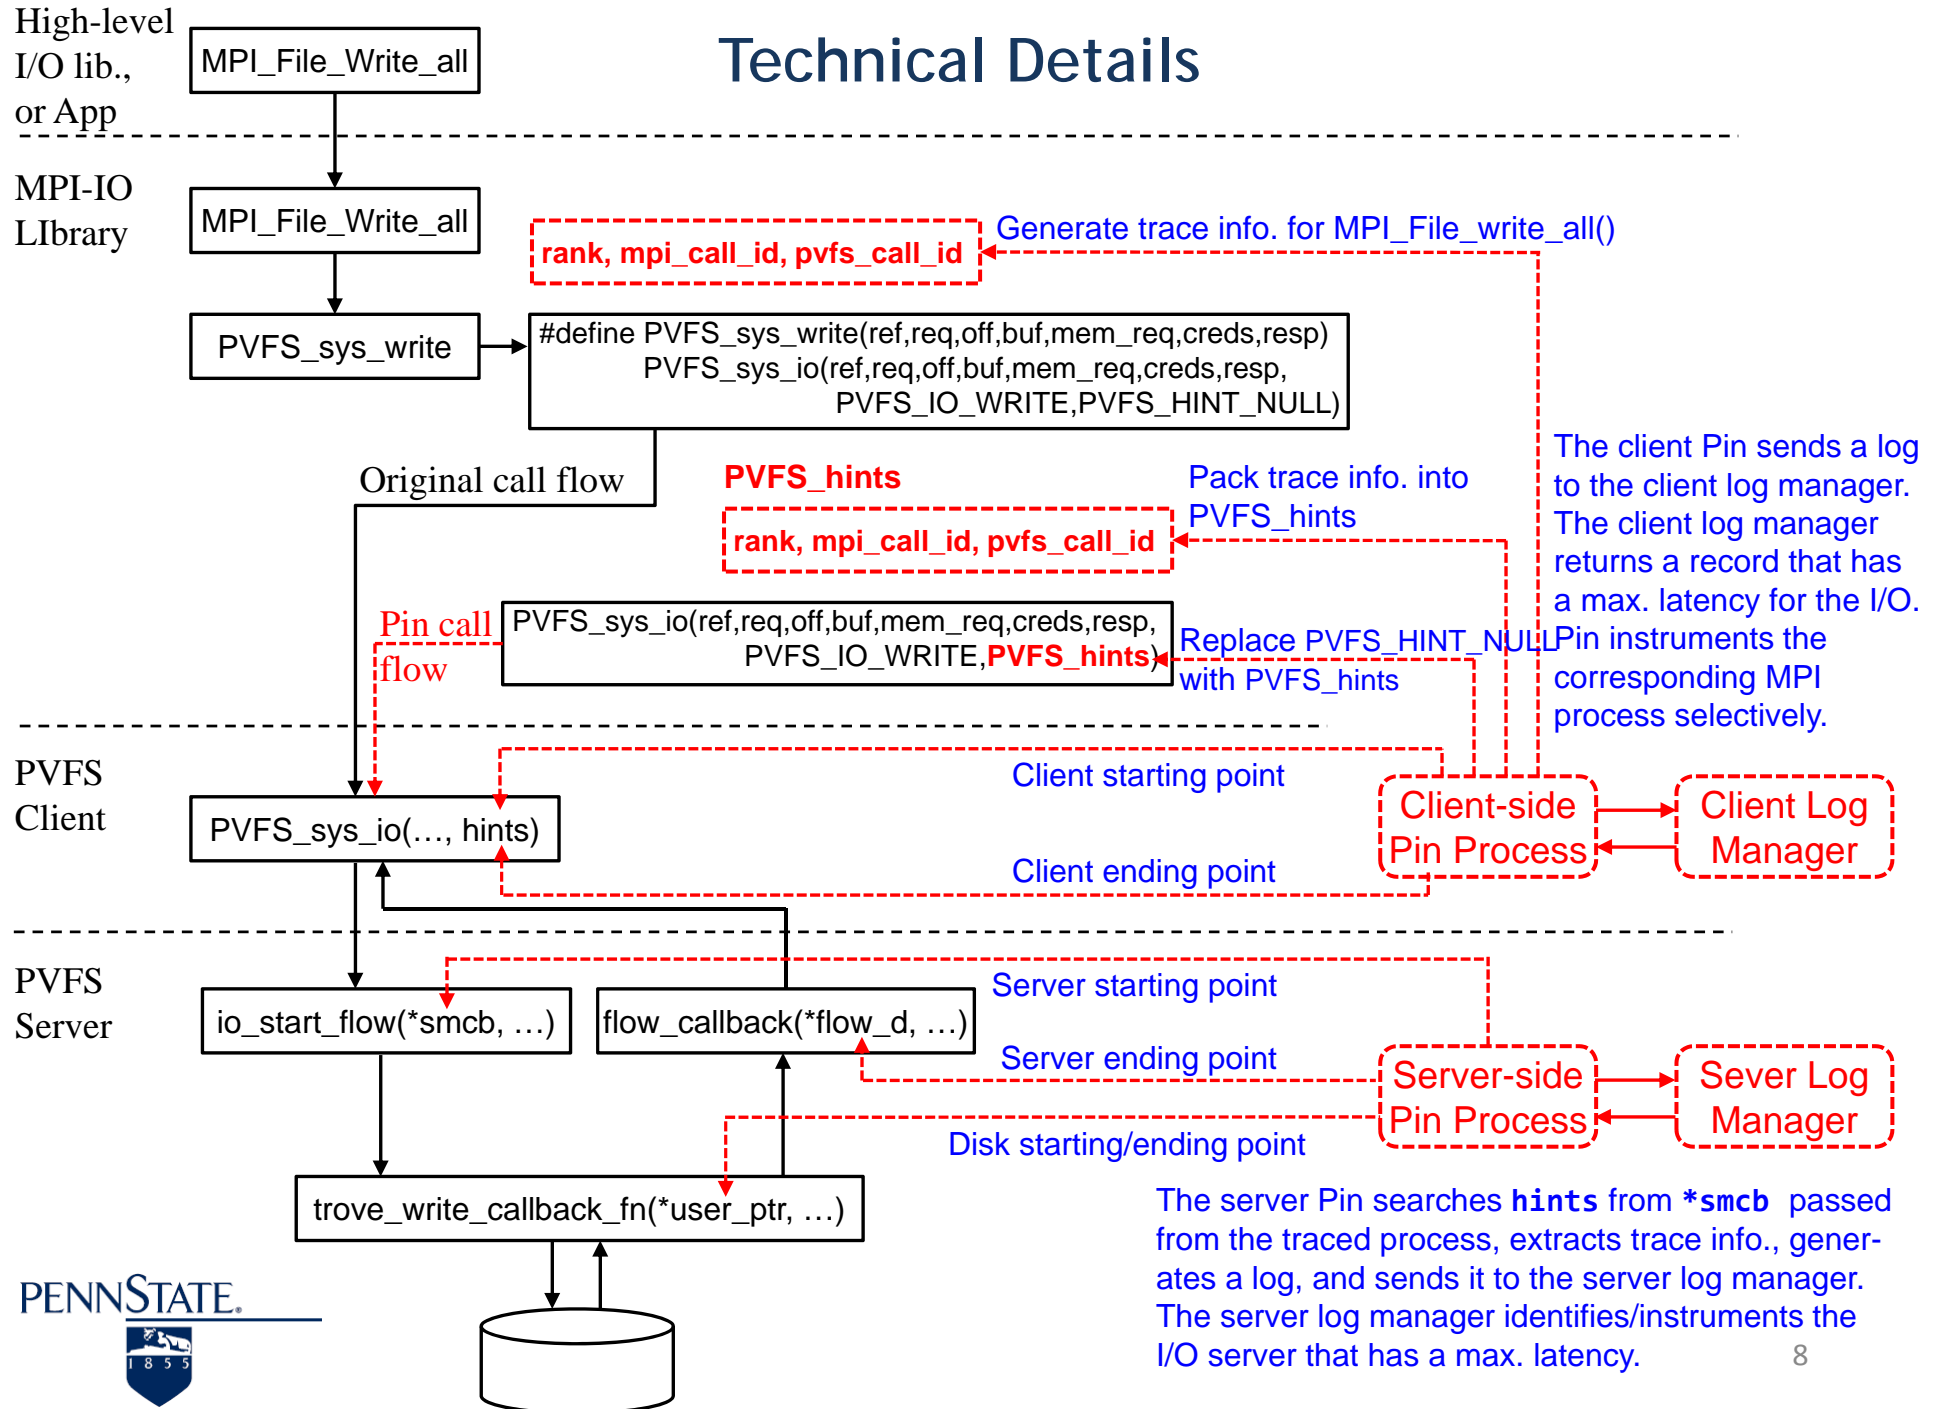 Technical Details
High-level
I/O lib.,
or App
MPI_File_Write_all
MPI-IO
LIbrary
MPI_File_Write_all
rank, mpi_call_id, pvfs_call_id
Generate trace info. for MPI_File_write_all()
PVFS_sys_write
#define PVFS_sys_write(ref,req,off,buf,mem_req,creds,resp)
PVFS_sys_io(ref,req,off,buf,mem_req,creds,resp,
PVFS_IO_WRITE,PVFS_HINT_NULL)
Original call flow
PVFS_hints
rank, mpi_call_id, pvfs_call_id
Pack trace info. into
PVFS_hints
The client Pin sends a log
to the client log manager.
The client log manager
returns a record that has
a max. latency for the I/O.
Pin instruments the
corresponding MPI
process selectively.
Pin call
flow
PVFS_sys_io(ref,req,off,buf,mem_req,creds,resp,
PVFS_IO_WRITE,PVFS_hints)
Replace PVFS_HINT_NULL
with PVFS_hints
PVFS
Client
Client starting point
PVFS_sys_io(…, hints)
Client ending point
Client-side
Pin Process
Client Log
Manager
PVFS
Server
Server starting point
io_start_flow(*smcb, …)
flow_callback(*flow_d, …)
Server ending point
Server-side
Pin Process
Sever Log
Manager
Disk starting/ending point
trove_write_callback_fn(*user_ptr, …)
The server Pin searches hints from *smcb passed
from the traced process, extracts trace info., gener-
ates a log, and sends it to the server log manager.
The server log manager identifies/instruments the
I/O server that has a max. latency.
PENNSTATE.
1855
8